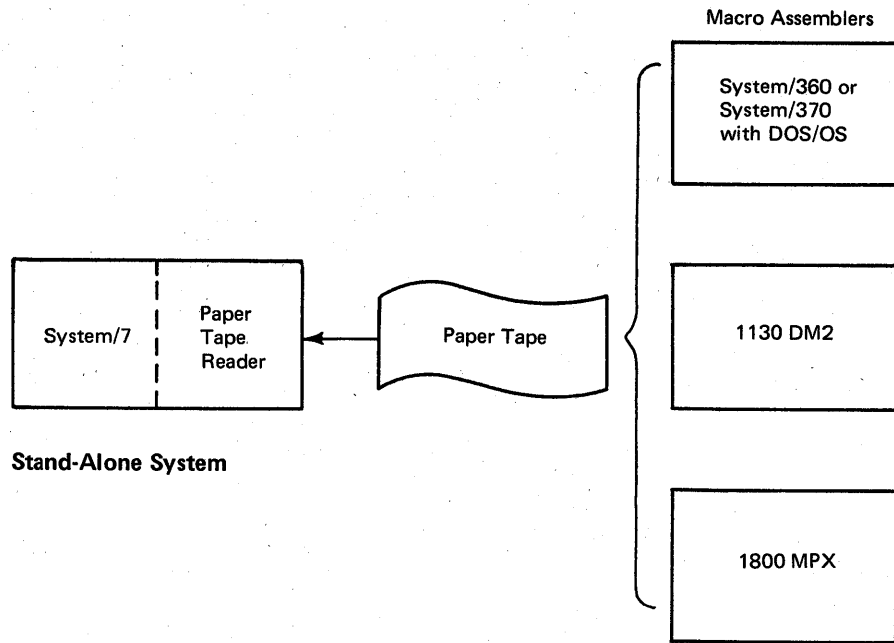 Macro Assemblers
System/360 or
System/370
with DOS/OS
System/7
Paper
Tape
Reader
Paper Tape
1130 DM2
Stand-Alone System
1800 MPX